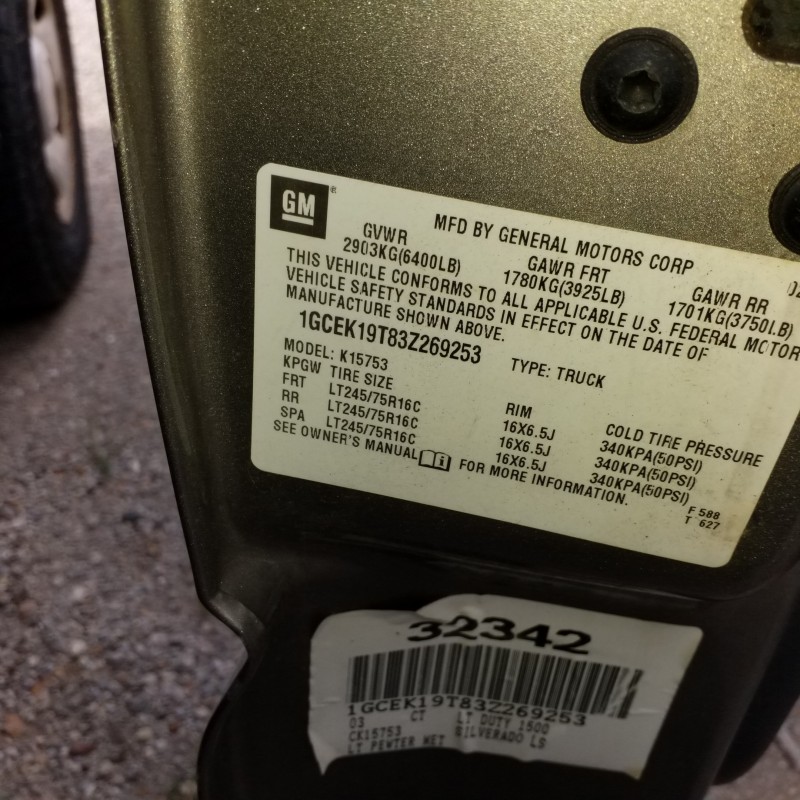 GM ®
MFD BY GENERAL MOTORS CORP
GVWR GAWR FRT GAWR RR
2903KG(6400LB) 1780KG(3925LB) 1701KG(3750LB)
THIS VEHICLE CONFORMS TO ALL APPLICABLE U.S. FEDERAL MOTOR
VEHICLE SAFETY STANDARDS IN EFFECT ON THE DATE OF
MANUFACTURE SHOWN ABOVE.
1GCEK19T83Z269253 TYPE: TRUCK
MODEL: K15753
KPGW TIRE SIZE RIM COLD TIRE PRESSURE
FRT LT245/75R16C 16X6.5J 340KPA(50PSI)
RR LT245/75R16C 16X6.5J 340KPA(50PSI)
SPA LT245/75R16C 16X6.5J 340KPA(50PSI)
SEE OWNER'S MANUAL FOR MORE INFORMATION.
F 588
T 627
32342
1GCEK19T83Z269253
03 CT LT DUTY 1500
CK15753 SILVERADO LS
LT PEWTER MET